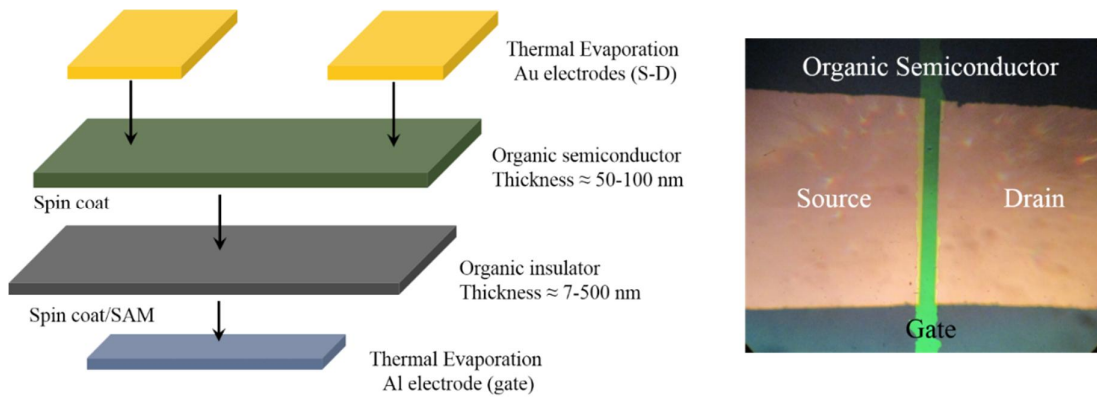 Thermal Evaporation
Au electrodes (S-D)
Organic semiconductor
Thickness ≈ 50-100 nm
Spin coat
Organic insulator
Thickness ≈ 7-500 nm
Spin coat/SAM
Thermal Evaporation
Al electrode (gate)
Organic Semiconductor
Source
Drain
Gate